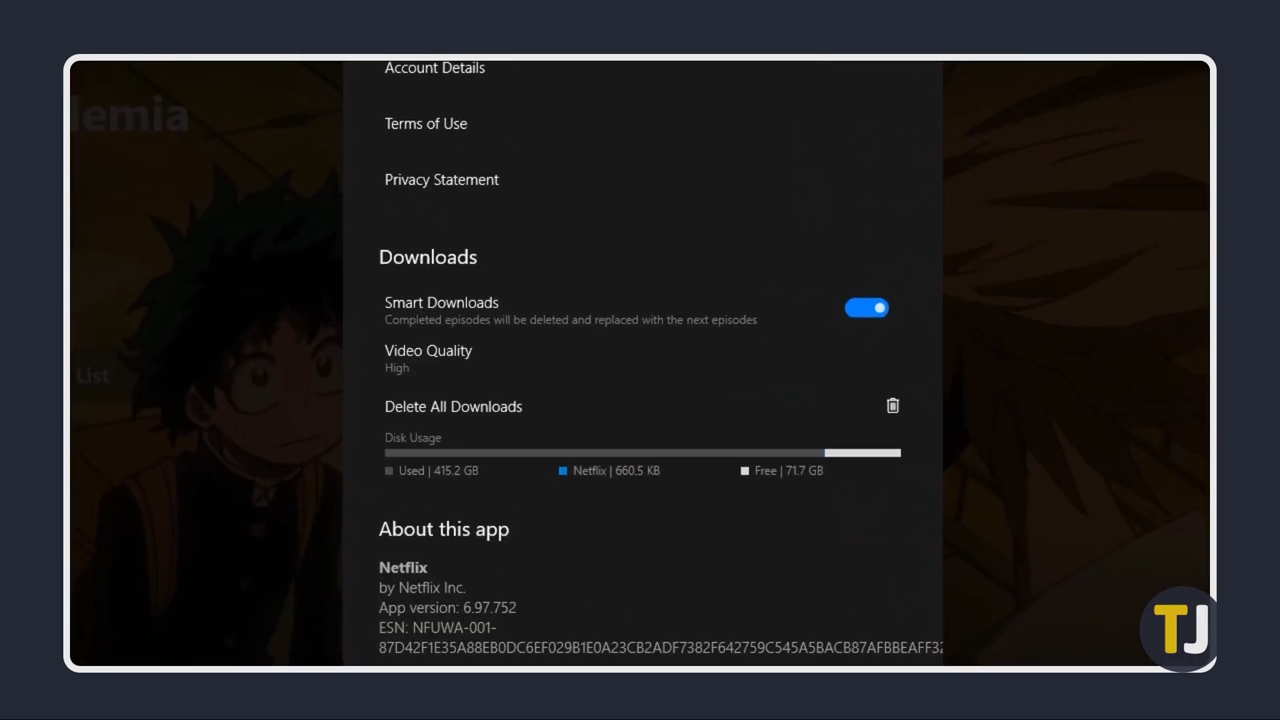 Account Details
lemia
Terms of Use
Privacy Statement
Downloads
Smart Downloads
Completed episodes will be deleted and replaced with the next episodes
Video Quality
High
List
Delete All Downloads
Disk Usage
Used | 415.2 GB Netflix | 660.5 KB Free | 71.7 GB
About this app
Netflix
by Netflix Inc.
App version: 6.97.752
ESN: NFUWA-001-
87D42F1E35A88EB0DC6EF029B1E0A23CB2ADF7382F642759C545A5BACB87AFBBEAFF32
TJ